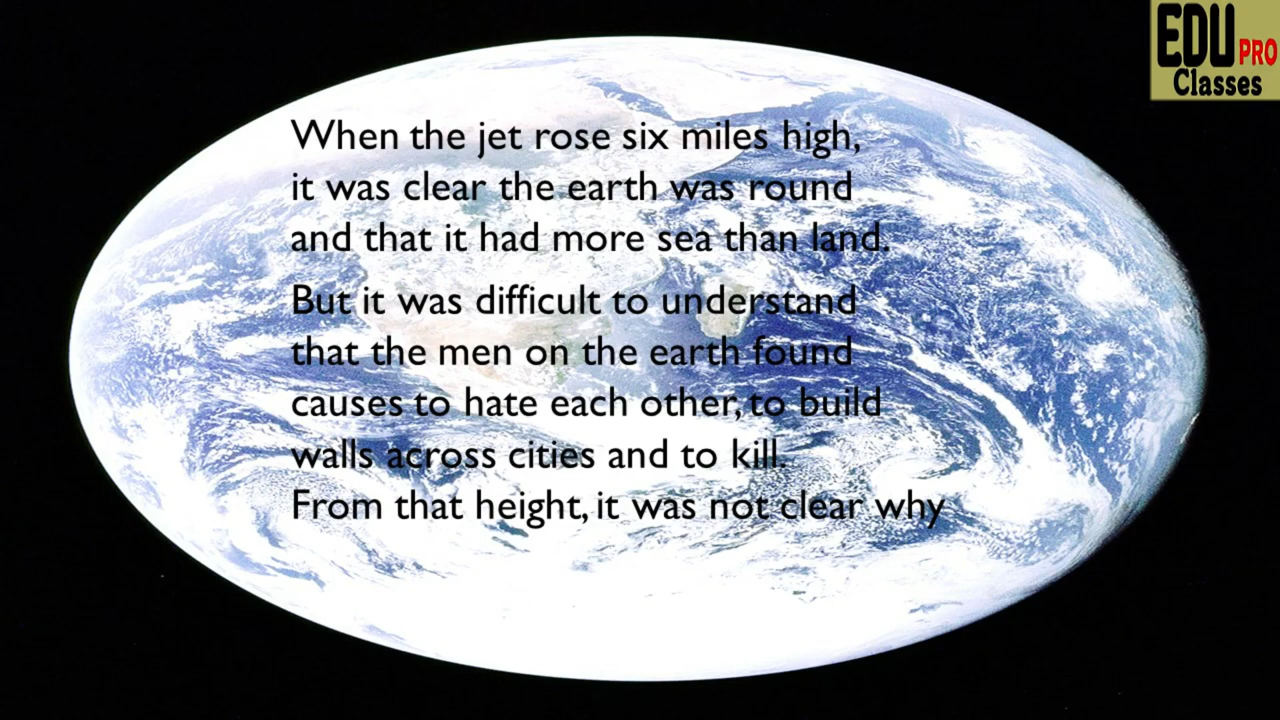 EDU PRO
Classes
When the jet rose six miles high,
it was clear the earth was round
and that it had more sea than land.
But it was difficult to understand
that the men on the earth found
causes to hate each other, to build
walls across cities and to kill.
From that height, it was not clear why